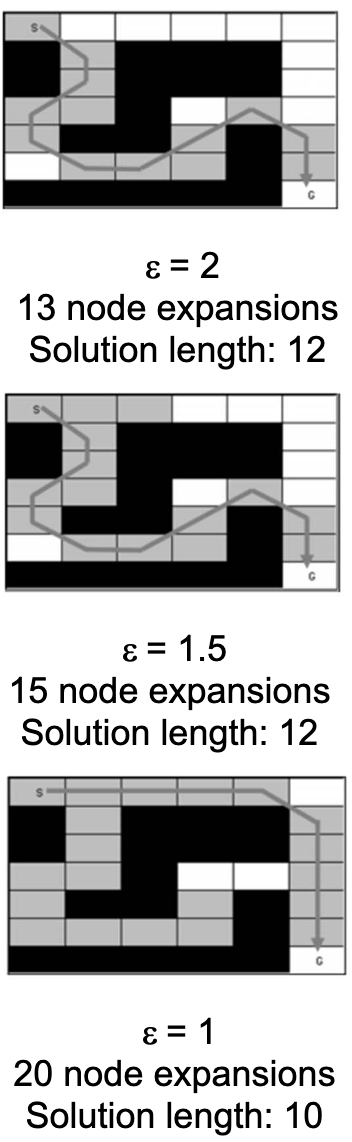 S
G
ε = 2
13 node expansions
Solution length: 12
S
G
ε = 1.5
15 node expansions
Solution length: 12
S
G
ε = 1
20 node expansions
Solution length: 10